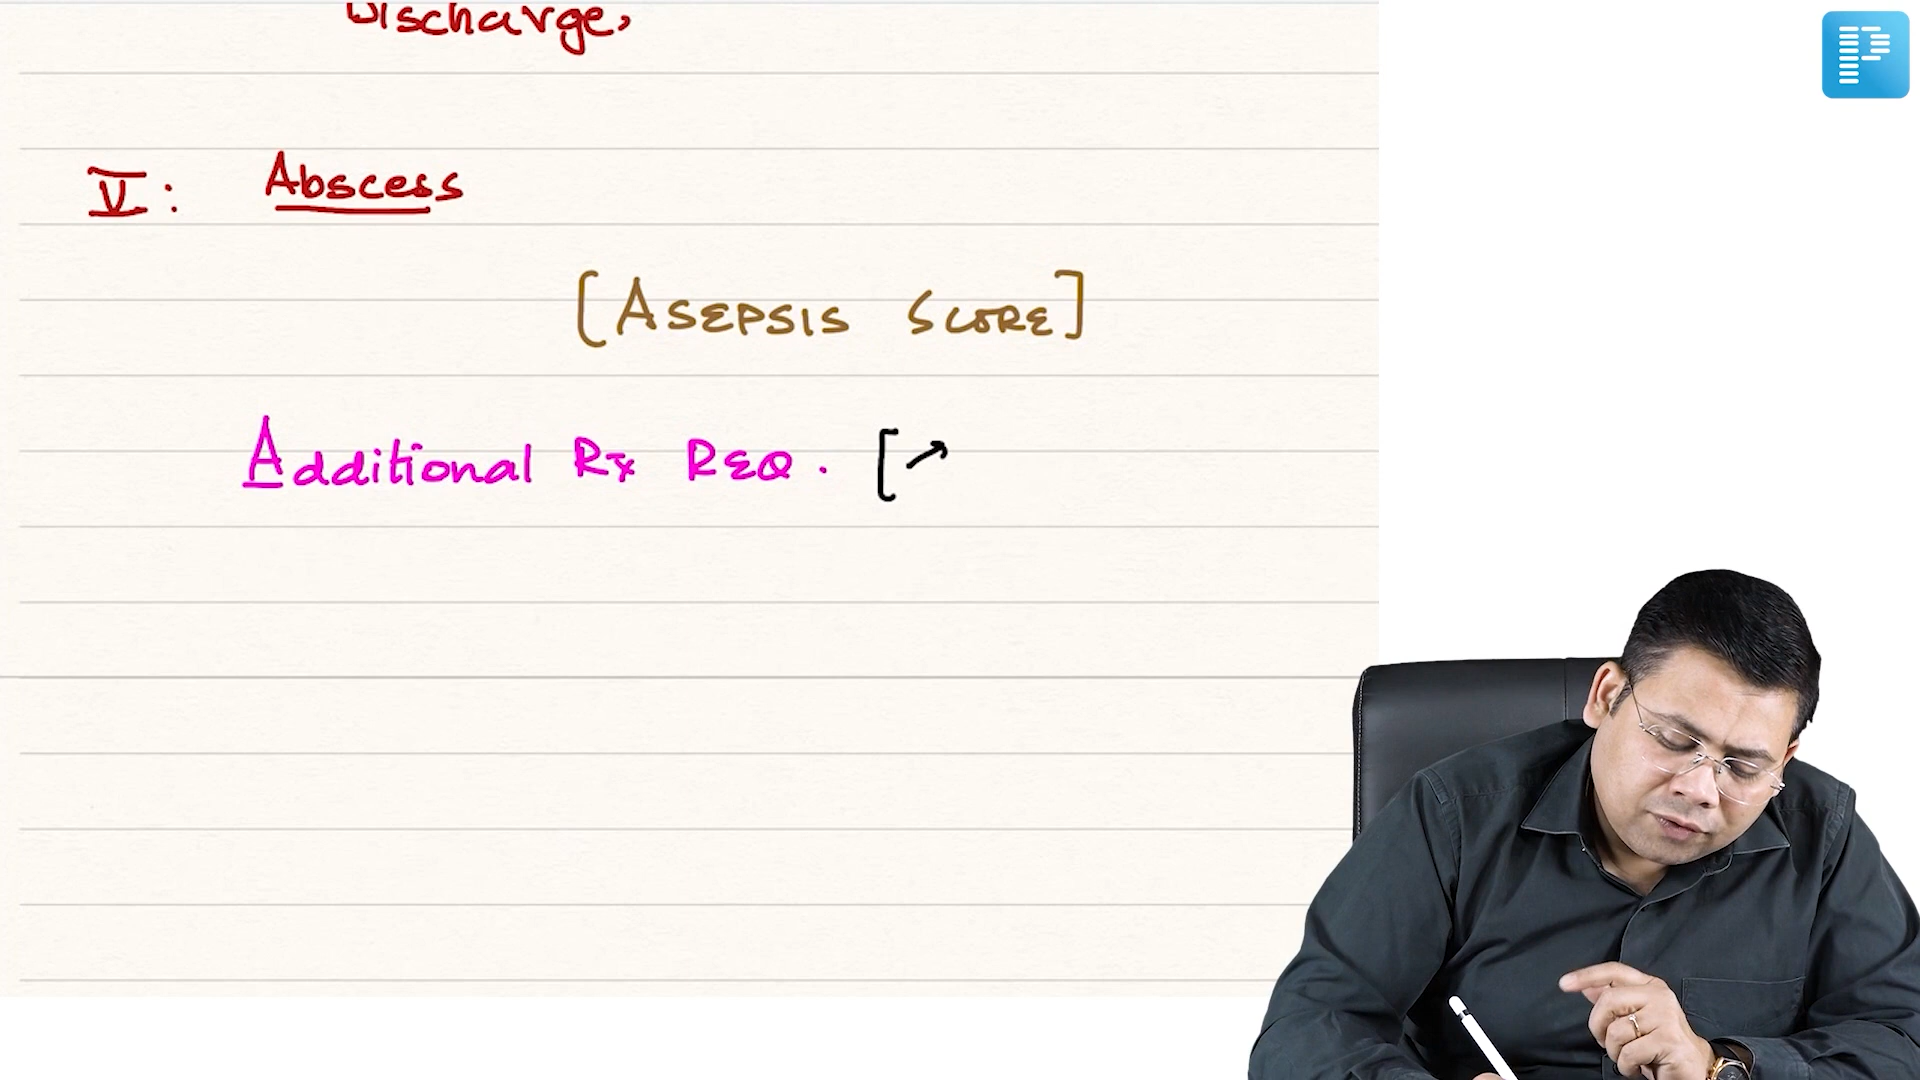 Discharge,
V: Abscess
[ASEPSIS SCORE]
Additional Rx REQ. [↗